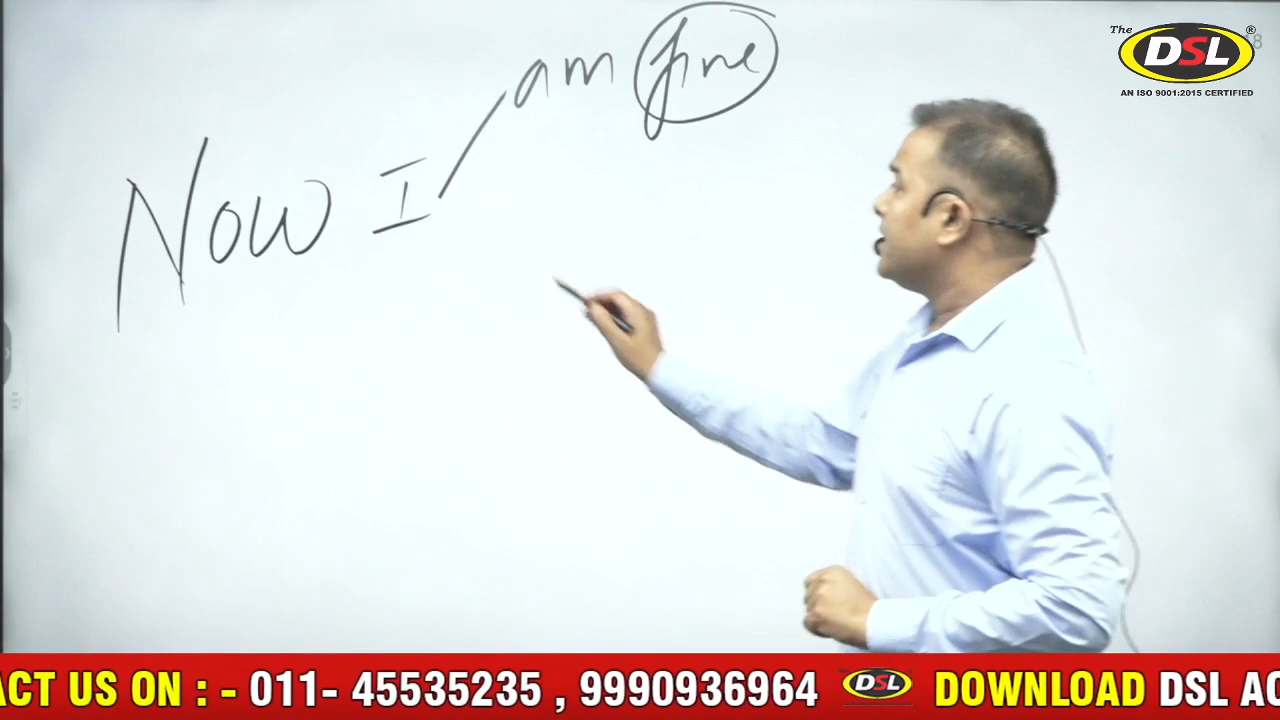 am fine
Now I
The DSL ®
AN ISO 9001:2015 CERTIFIED
ACT US ON : - 011- 45535235 , 9990936964 DSL DOWNLOAD DSL AC